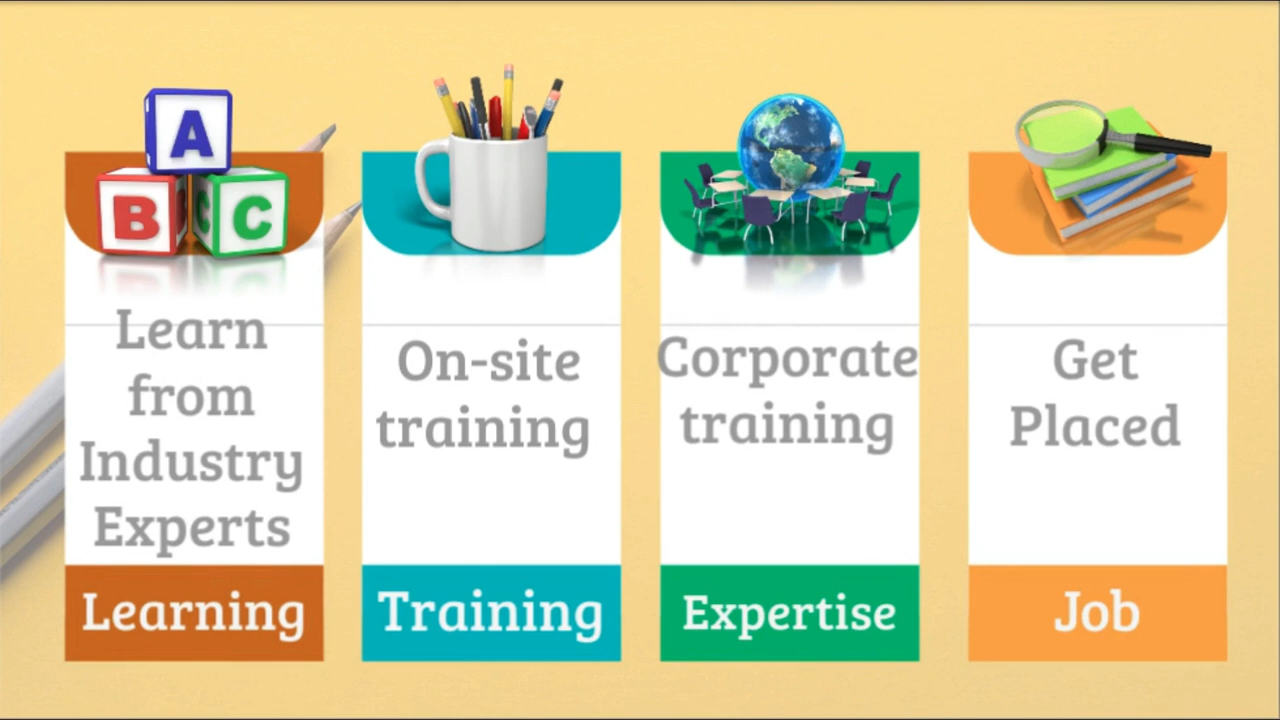 A
B
C
Learn
from
Industry
Experts
Learning
On-site
training
Training
Corporate
training
Expertise
Get
Placed
Job